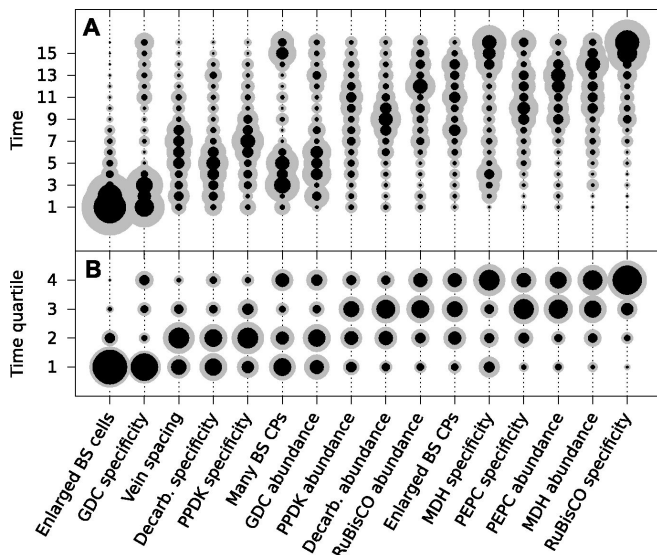 A
Time
15
13
11
9
7
5
3
1
B
Time quartile
4
3
2
1
Enlarged BS cells
GDC specificity
Vein spacing
Decarb. specificity
PPDK specificity
Many BS CPs
GDC abundance
PPDK abundance
Decarb. abundance
RuBisCO abundance
Enlarged BS CPs
MDH specificity
PEPC specificity
PEPC abundance
MDH abundance
RuBisCO specificity